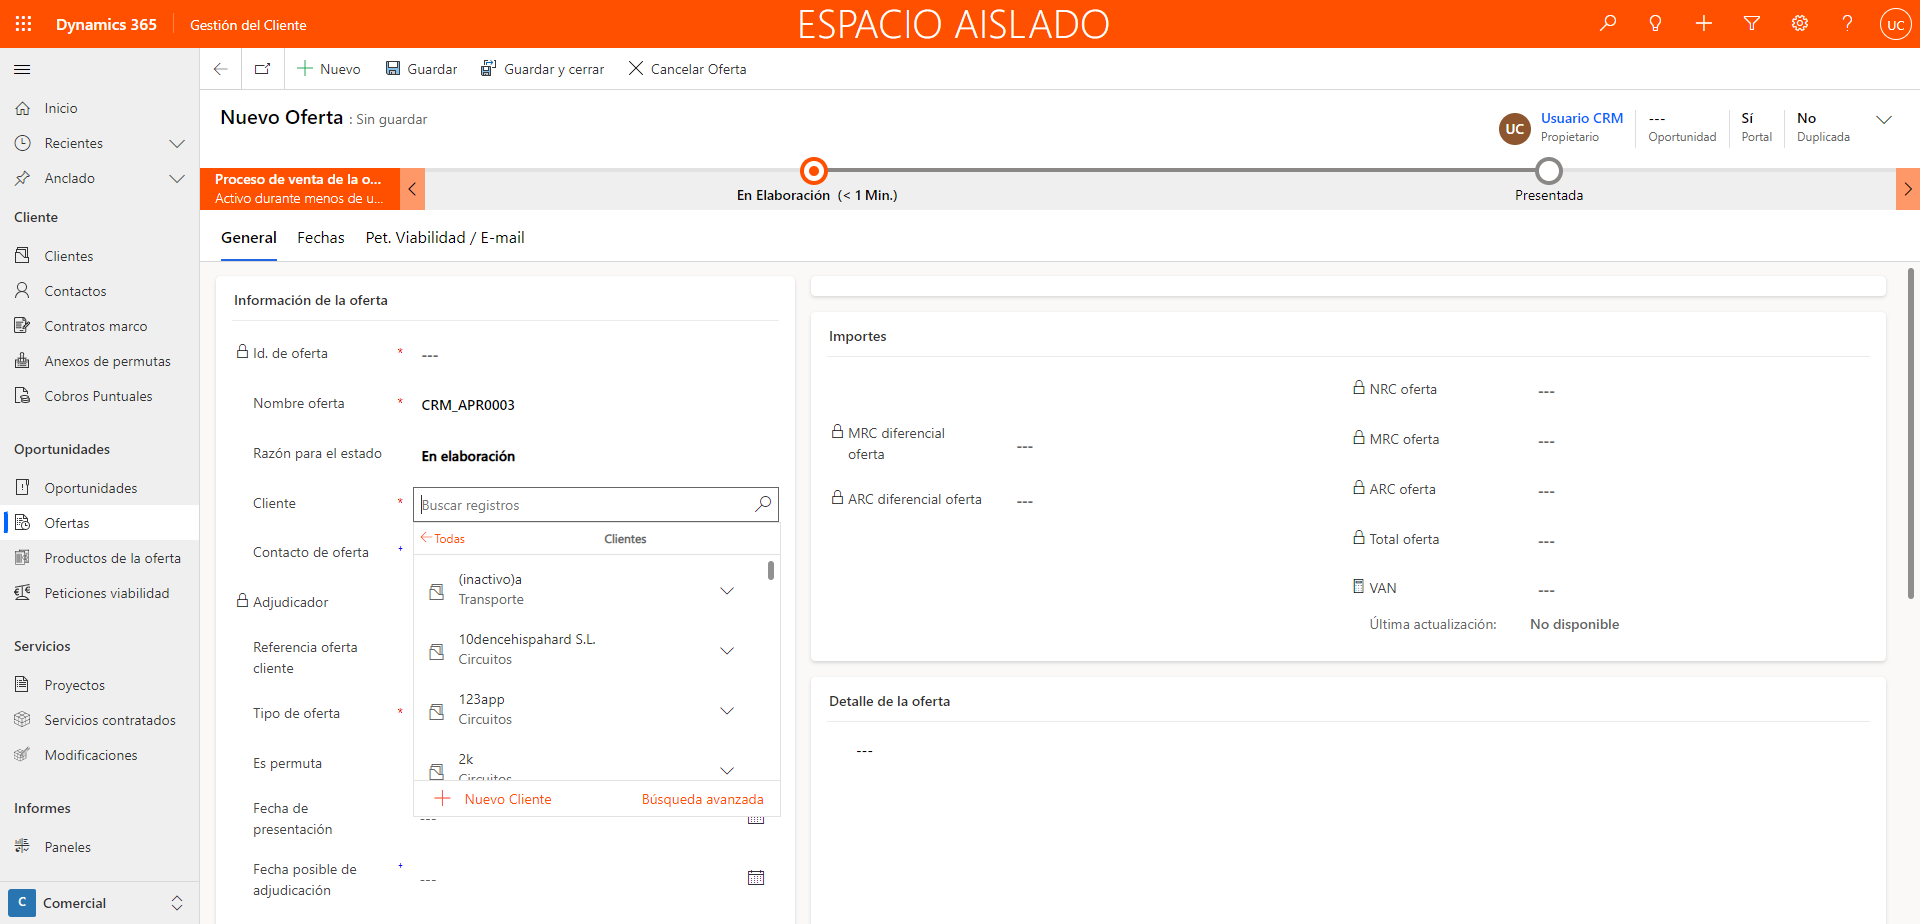 Dynamics 365
Gestión del Cliente
ESPACIO AISLADO
UC
Nuevo
Guardar
Guardar y cerrar
Cancelar Oferta
Inicio
Recientes
Anclado
Cliente
Clientes
Contactos
Contratos marco
Anexos de permutas
Cobros Puntuales
Oportunidades
Oportunidades
Ofertas
Productos de la oferta
Peticiones viabilidad
Servicios
Proyectos
Servicios contratados
Modificaciones
Informes
Paneles
C Comercial
Nuevo Oferta : Sin guardar
UC
Usuario CRM
Propietario
---
Oportunidad
Sí
Portal
No
Duplicada
Proceso de venta de la o...
Activo durante menos de u...
En Elaboración (< 1 Min.)
Presentada
General
Fechas
Pet. Viabilidad / E-mail
Información de la oferta
Id. de oferta * ---
Nombre oferta * CRM_APR0003
Razón para el estado En elaboración
Cliente * Buscar registros
Todas
Clientes
(inactivo)a
Transporte
10dencehispahard S.L.
Circuitos
123app
Circuitos
2k
Circuitos
Nuevo Cliente
Búsqueda avanzada
Contacto de oferta +
Adjudicador
Referencia oferta
cliente
Tipo de oferta *
Es permuta
Fecha de
presentación
---
Fecha posible de
adjudicación
+
---
Importes
MRC diferencial
oferta
---
ARC diferencial oferta ---
NRC oferta ---
MRC oferta ---
ARC oferta ---
Total oferta ---
VAN ---
Última actualización: No disponible
Detalle de la oferta
---